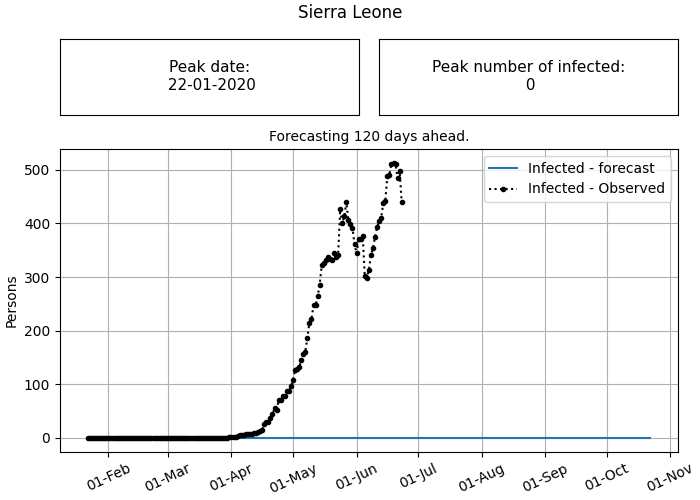 Sierra Leone
Peak date:
22-01-2020
Peak number of infected:
0
Forecasting 120 days ahead.
Infected - forecast
Infected - Observed
Persons
500
400
300
200
100
0
01-Feb
01-Mar
01-Apr
01-May
01-Jun
01-Jul
01-Aug
01-Sep
01-Oct
01-Nov